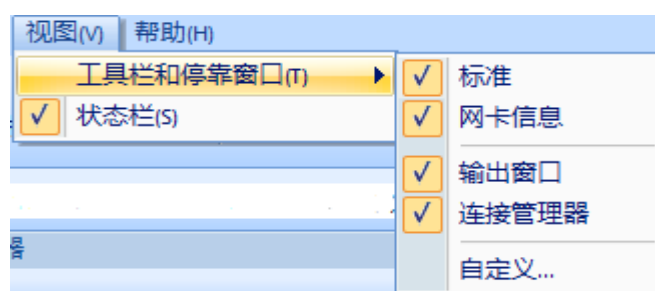 视图(V) 帮助(H)
工具栏和停靠窗口(T)
状态栏(S)
标准
网卡信息
输出窗口
连接管理器
自定义...
器